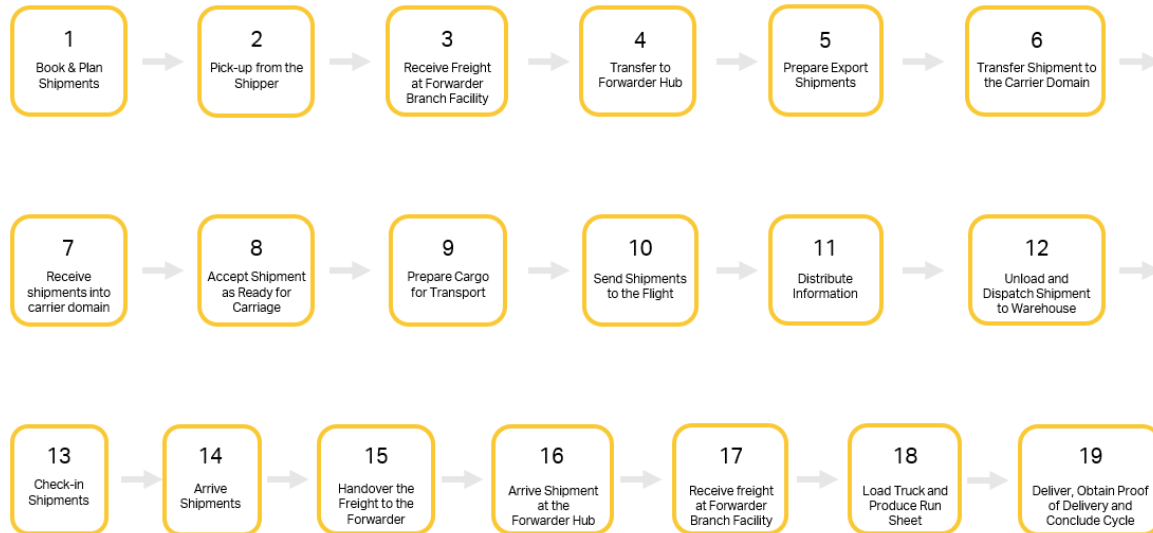 1
Book & Plan
Shipments
2
Pick-up from the
Shipper
3
Receive Freight
at Forwarder
Branch Facility
4
Transfer to
Forwarder Hub
5
Prepare Export
Shipments
6
Transfer Shipment to
the Carrier Domain
7
Receive
shipments into
carrier domain
8
Accept Shipment
as Ready for
Carriage
9
Prepare Cargo
for Transport
10
Send Shipments
to the Flight
11
Distribute
Information
12
Unload and
Dispatch Shipment
to Warehouse
13
Check-in
Shipments
14
Arrive
Shipments
15
Handover the
Freight to the
Forwarder
16
Arrive Shipment
at the
Forwarder Hub
17
Receive freight
at Forwarder
Branch Facility
18
Load Truck and
Produce Run
Sheet
19
Deliver, Obtain Proof
of Delivery and
Conclude Cycle